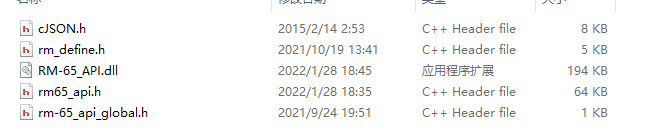 cJSON.h 2015/2/14 2:53 C++ Header file 8 KB
rm_define.h 2021/10/19 13:41 C++ Header file 5 KB
RM-65_API.dll 2022/1/28 18:45 应用程序扩展 194 KB
rm65_api.h 2022/1/28 18:35 C++ Header file 64 KB
rm-65_api_global.h 2021/9/24 19:51 C++ Header file 1 KB